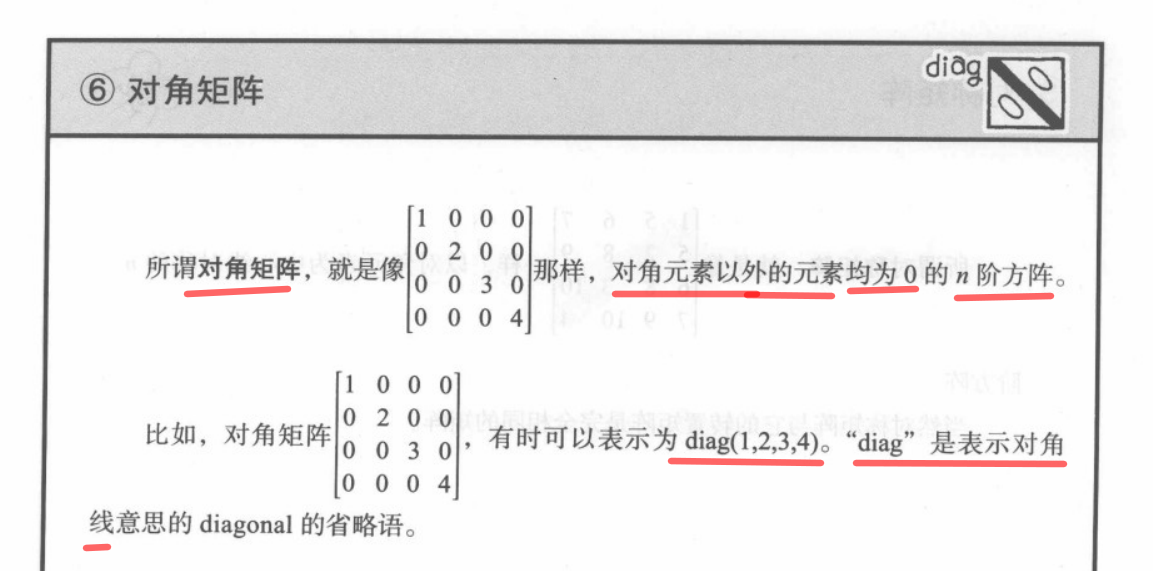 ⑥ 对角矩阵
diag
0
0
所谓对角矩阵，就是像
1 0 0 0
0 2 0 0
0 0 3 0
0 0 0 4
那样，对角元素以外的元素均为 0 的 n 阶方阵。
比如，对角矩阵
1 0 0 0
0 2 0 0
0 0 3 0
0 0 0 4
，有时可以表示为 diag(1,2,3,4)。“diag” 是表示对角
线意思的 diagonal 的省略语。